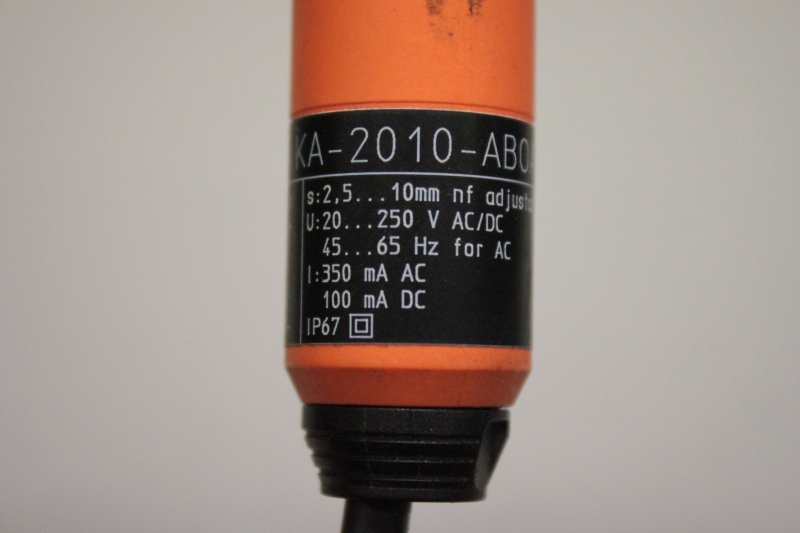 KA-2010-ABO
s:2,5...10mm nf adjusta
U:20...250 V AC/DC
45...65 Hz for AC
I:350 mA AC
100 mA DC
IP67